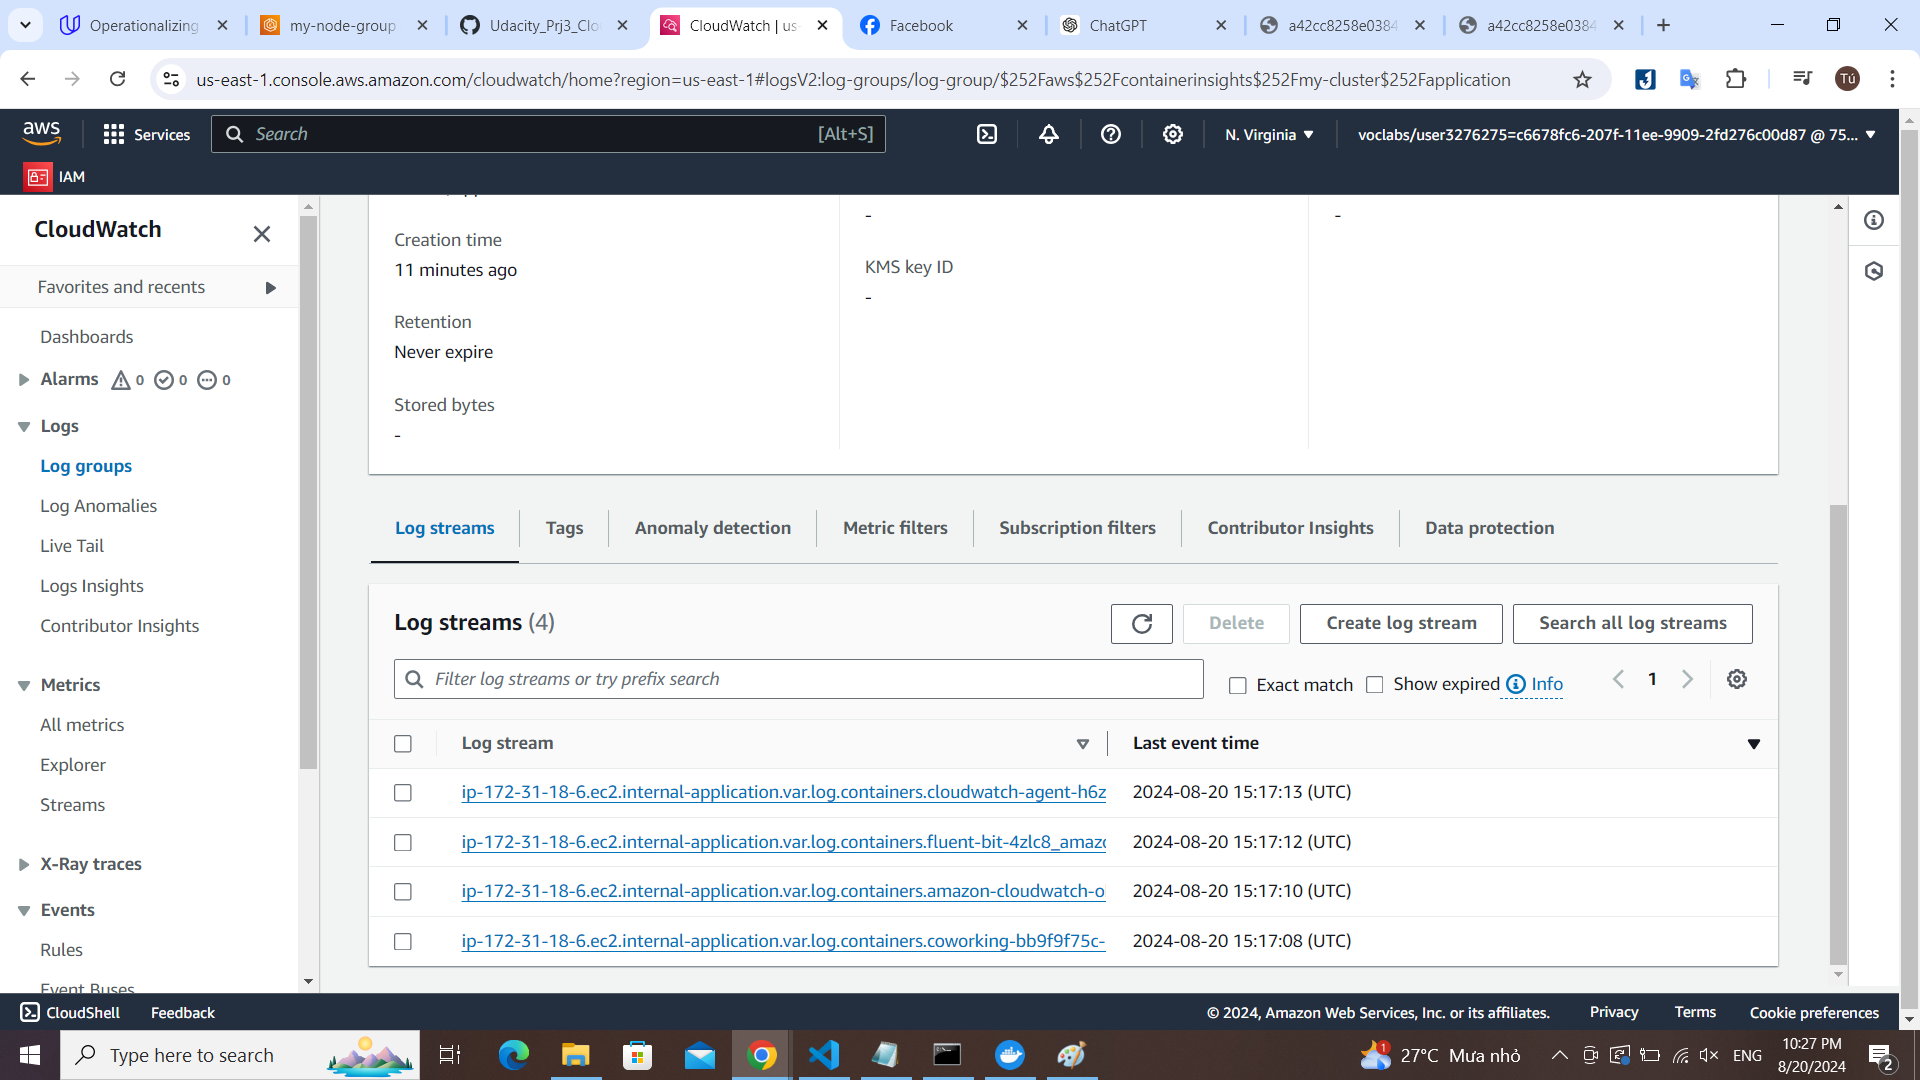 Operationalizing
my-node-group
Udacity_Prj3_Clo
CloudWatch | us-
Facebook
ChatGPT
a42cc8258e0384
a42cc8258e0384
us-east-1.console.aws.amazon.com/cloudwatch/home?region=us-east-1#logsV2:log-groups/log-group/$252Faws$252Fcontainerinsights$252Fmy-cluster$252Fapplication
Tú
aws
Services
Search
[Alt+S]
N. Virginia
voclabs/user3276275=c6678fc6-207f-11ee-9909-2fd276c00d87 @ 75...
IAM
CloudWatch
Favorites and recents
Dashboards
Alarms 0 0 0
Logs
Log groups
Log Anomalies
Live Tail
Logs Insights
Contributor Insights
Metrics
All metrics
Explorer
Streams
X-Ray traces
Events
Rules
Event Buses
-
-
Creation time
11 minutes ago
KMS key ID
-
Retention
Never expire
Stored bytes
-
Log streams
Tags
Anomaly detection
Metric filters
Subscription filters
Contributor Insights
Data protection
Log streams (4)
Delete
Create log stream
Search all log streams
Filter log streams or try prefix search
Exact match
Show expired
Info
1
Log stream
Last event time
ip-172-31-18-6.ec2.internal-application.var.log.containers.cloudwatch-agent-h6z
2024-08-20 15:17:13 (UTC)
ip-172-31-18-6.ec2.internal-application.var.log.containers.fluent-bit-4zlc8_amazo
2024-08-20 15:17:12 (UTC)
ip-172-31-18-6.ec2.internal-application.var.log.containers.amazon-cloudwatch-o
2024-08-20 15:17:10 (UTC)
ip-172-31-18-6.ec2.internal-application.var.log.containers.coworking-bb9f9f75c-
2024-08-20 15:17:08 (UTC)
CloudShell
Feedback
© 2024, Amazon Web Services, Inc. or its affiliates.
Privacy
Terms
Cookie preferences
Type here to search
1
27°C Mưa nhỏ
ENG
10:27 PM
8/20/2024
2